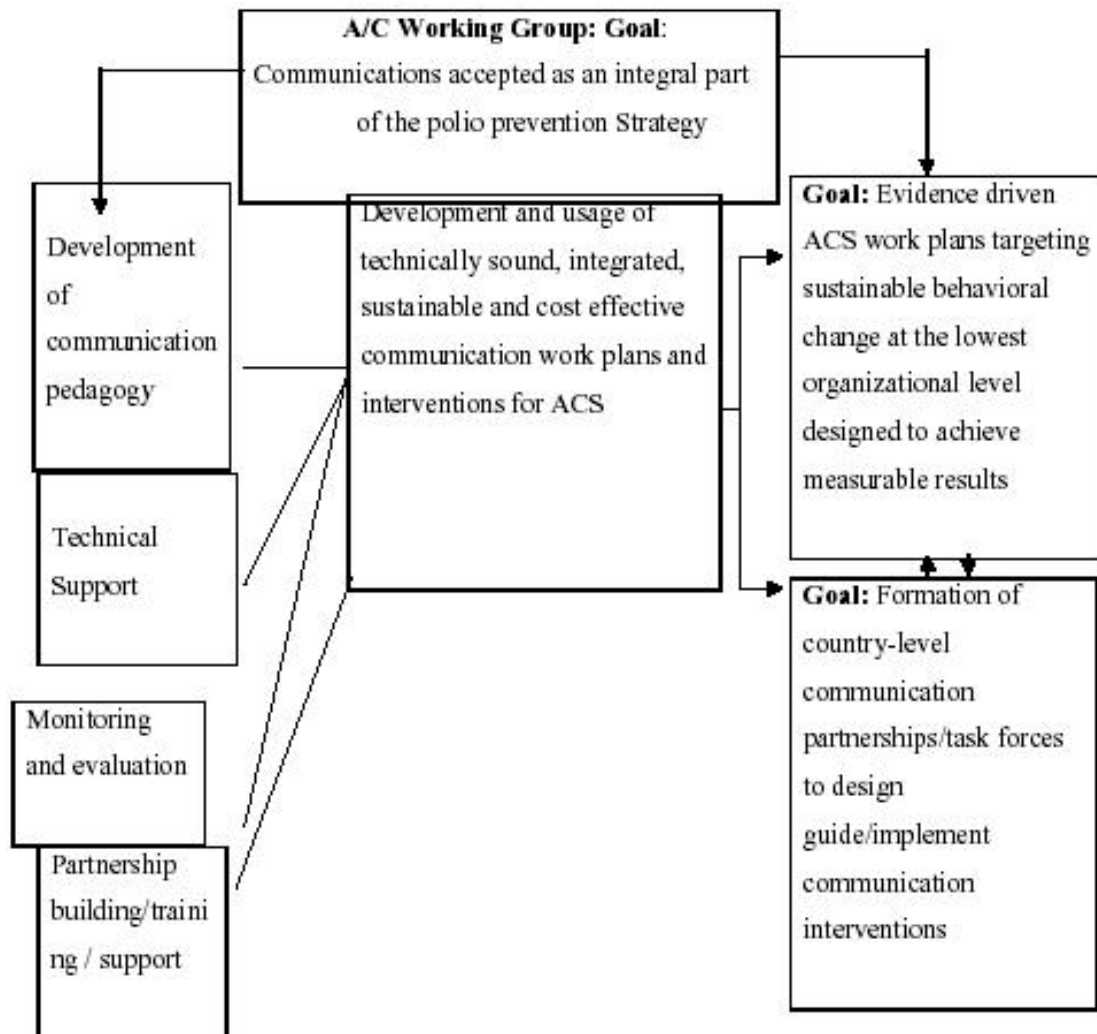 A/C Working Group: Goal:
Communications accepted as an integral part
of the polio prevention Strategy
Development
of
communication
pedagogy
Technical
Support
Monitoring
and evaluation
Partnership
building/traini
ng / support
Development and usage of
technically sound, integrated,
sustainable and cost effective
communication work plans and
interventions for ACS
Goal: Evidence driven
ACS work plans targeting
sustainable behavioral
change at the lowest
organizational level
designed to achieve
measurable results
Goal: Formation of
country-level
communication
partnerships/task forces
to design
guide/implement
communication
interventions